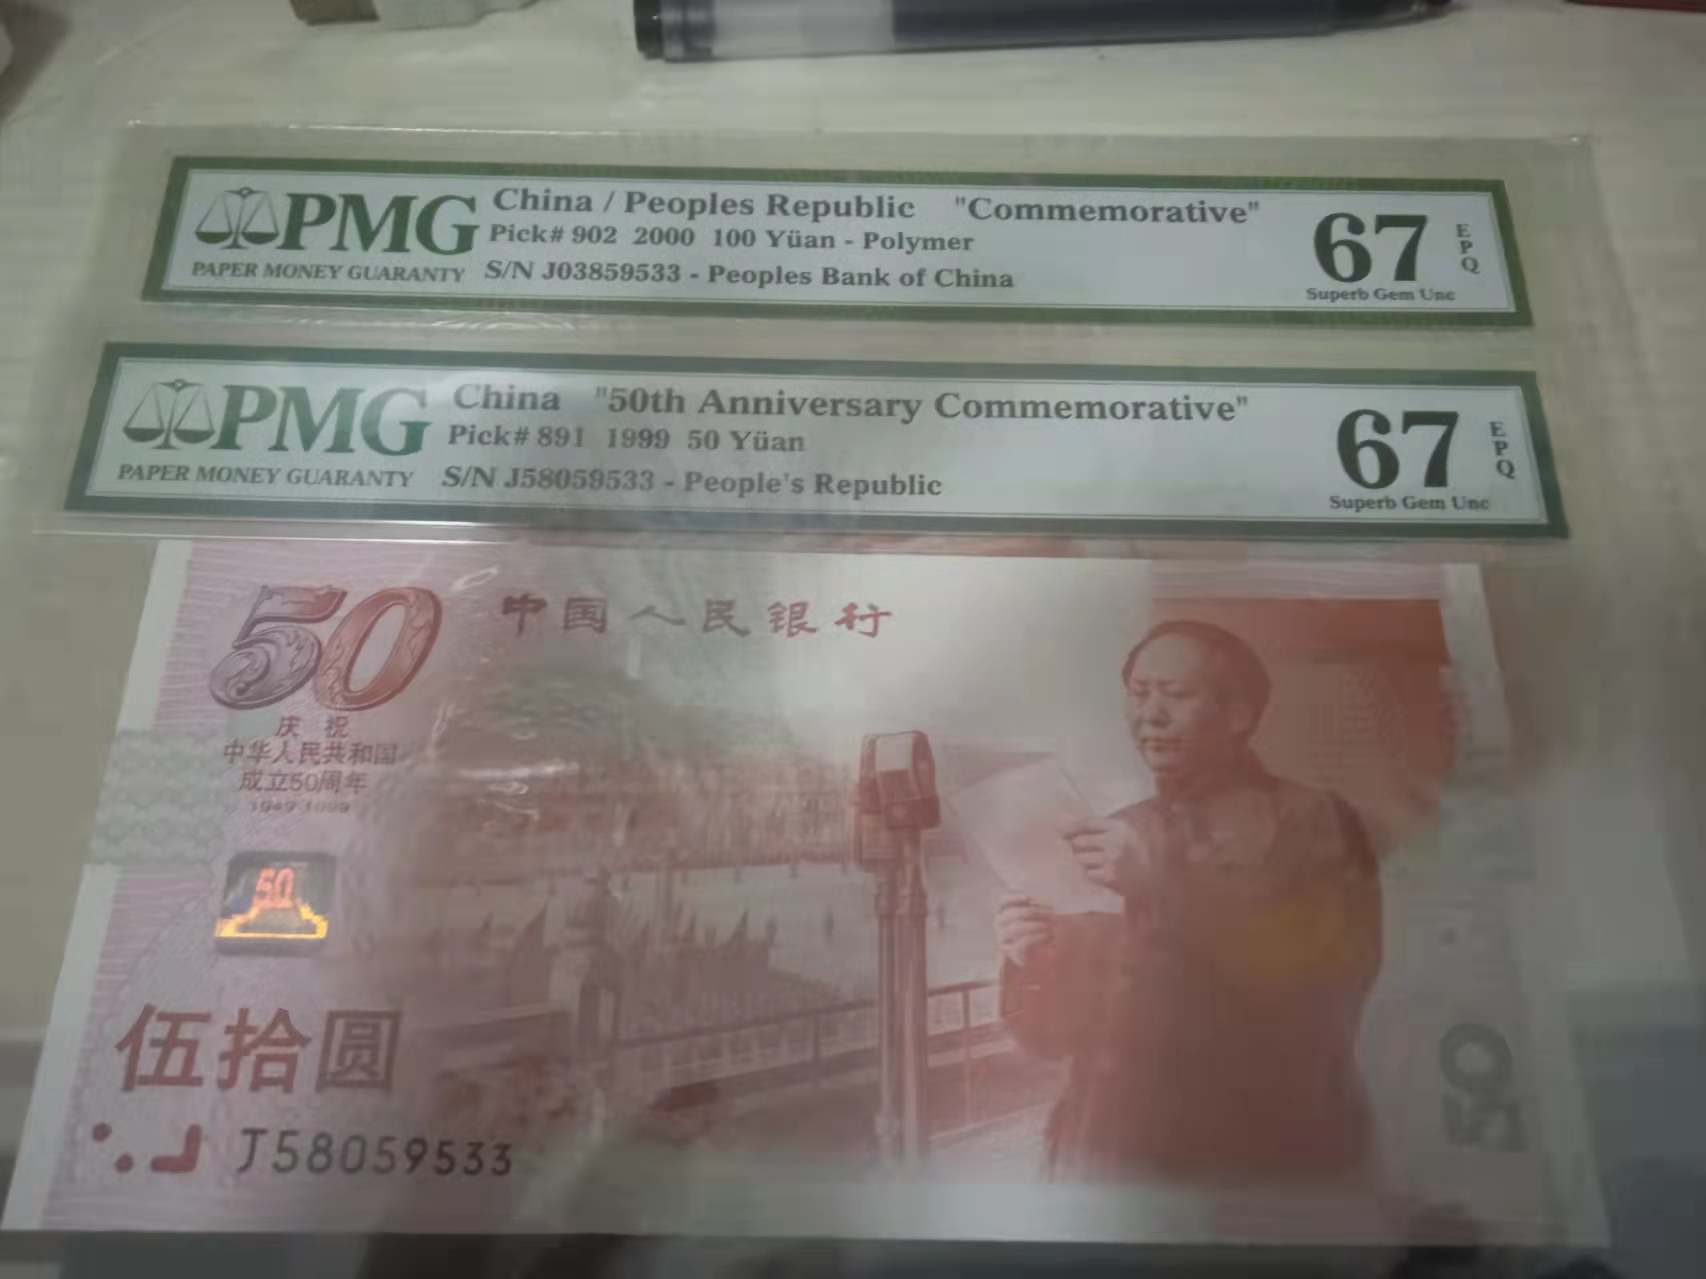 PMG
PAPER MONEY GUARANTY
China / Peoples Republic "Commemorative"
Pick# 902 2000 100 Yüan - Polymer
S/N J03859533 - Peoples Bank of China
67
EPQ
Superb Gem Unc
PMG
PAPER MONEY GUARANTY
China "50th Anniversary Commemorative"
Pick# 891 1999 50 Yüan
S/N J58059533 - People's Republic
67
EPQ
Superb Gem Unc
50
中国人民银行
庆祝
中华人民共和国
成立50周年
1949-1999
50
伍拾圆
J58059533
50